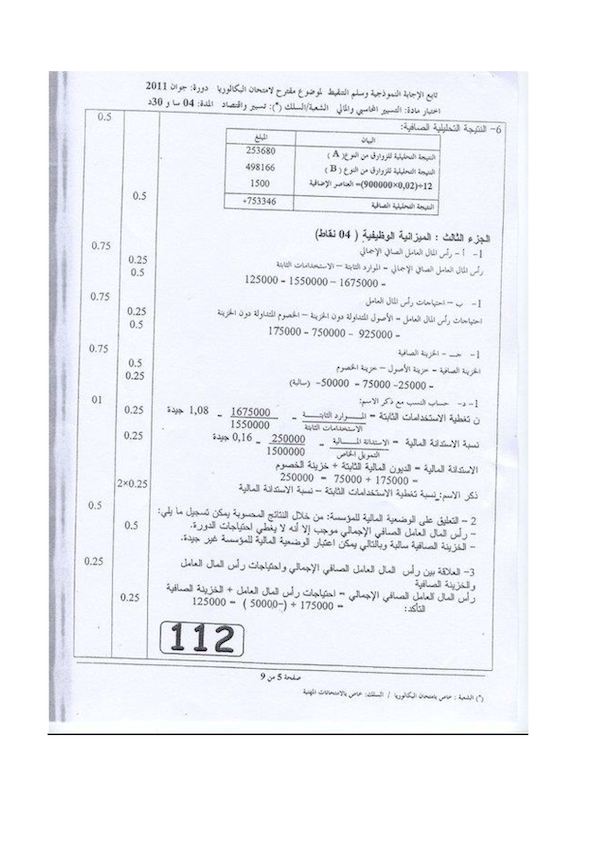 تابع الإجابة النموذجية وسلم التنقيط لموضوع مقترح لامتحان البكالوريا دورة: جوان 2011
اختبار مادة: التسيير المحاسبي والمالي الشعبة/السلك (*): تسيير واقتصاد المدة: 04 سا و 30د
6- النتيجة التحليلية الصافية: 0.5
البيان المبلغ
النتيجة التحليلية للزوارق من النوع( A ) 253680
النتيجة التحليلية للزوارق من النوع ( B ) 498166
12÷(900000×0,02)= العناصر الإضافية 1500
النتيجة التحليلية الصافية +753346 0.5
الجزء الثالث : الميزانية الوظيفية ( 04 نقاط)
1- أ- رأس المال العامل الصافي الإجمالي 0.75
رأس المال العامل الصافي الإجمالي = الموارد الثابتة – الاستخدامات الثابتة 0.25
= 1675000 – 1550000 = 125000 0.5
1- ب – احتياجات رأس المال العامل 0.75
احتياجات رأس المال العامل = الأصول المتداولة دون الخزينة – الخصوم المتداولة دون الخزينة 0.25
= 925000 – 750000 = 175000 0.5
1- جـ - الخزينة الصافية 0.75
الخزينة الصافية = خزينة الأصول – خزينة الخصوم 0.5
= 25000- 75000 = 50000- (سالبة) 0.25
1- د- حساب النسب مع ذكر الاسم: 01
ن تغطية الاستخدامات الثابتة = المـــوارد الثابتـــة / الاستخدامات الثابتة = 1675000 / 1550000 = 1,08 جيدة 0.25
نسبة الاستدانة المالية = الاستدانة المـــالية / التمويل الخاص = 250000 / 1500000 = 0,16 جيدة 0.25
الاستدانة المالية = الديون المالية الثابتة + خزينة الخصوم
= 175000 + 75000 = 250000
ذكر الاسم: نسبة تغطية الاستخدامات الثابتة – نسبة الاستدانة المالية 2×0.25
2 – التعليق على الوضعية المالية للمؤسسة: من خلال النتائج المحسوبة يمكن تسجيل ما يلي: 0.5
- رأس المال العامل الصافي الإجمالي موجب إلا أنه لا يغطي احتياجات الدورة. 0.5
- الخزينة الصافية سالبة وبالتالي يمكن اعتبار الوضعية المالية للمؤسسة غير جيدة.
3- العلاقة بين رأس المال العامل الصافي الإجمالي واحتياجات رأس المال العامل 0.25
والخزينة الصافية
رأس المال العامل الصافي الإجمالي = احتياجات رأس المال العامل + الخزينة الصافية 0.25
التأكد: = 175000 + (-50000 ) = 125000
112
صفحة 5 من 9
(*) الشعبة : خاص بامتحان البكالوريا / السلك: خاص بالامتحانات المهنية